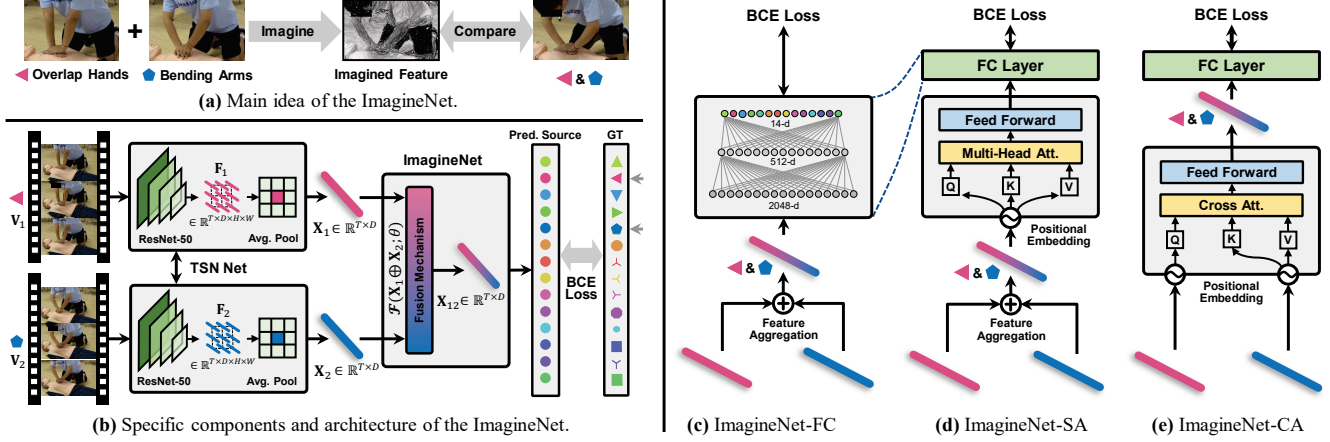 +
Imagine
Compare
Overlap Hands
Bending Arms
Imagined Feature
&
(a) Main idea of the ImagineNet.
V₁
F₁
∈ ℝ^{T×D×H×W}
ResNet-50
Avg. Pool
X₁ ∈ ℝ^{T×D}
TSN Net
V₂
F₂
∈ ℝ^{T×D×H×W}
ResNet-50
Avg. Pool
X₂ ∈ ℝ^{T×D}
ImagineNet
ℱ(X₁ ⊕ X₂; θ)
Fusion Mechanism
X₁₂ ∈ ℝ^{T×D}
Pred. Source
GT
BCE
Loss
(b) Specific components and architecture of the ImagineNet.
BCE Loss
14-d
512-d
2048-d
&
+
Feature
Aggregation
(c) ImagineNet-FC
BCE Loss
FC Layer
Feed Forward
Multi-Head Att.
Q
K
V
Positional
Embedding
&
+
Feature
Aggregation
(d) ImagineNet-SA
BCE Loss
FC Layer
&
Feed Forward
Cross Att.
Q
K
V
Positional
Embedding
(e) ImagineNet-CA